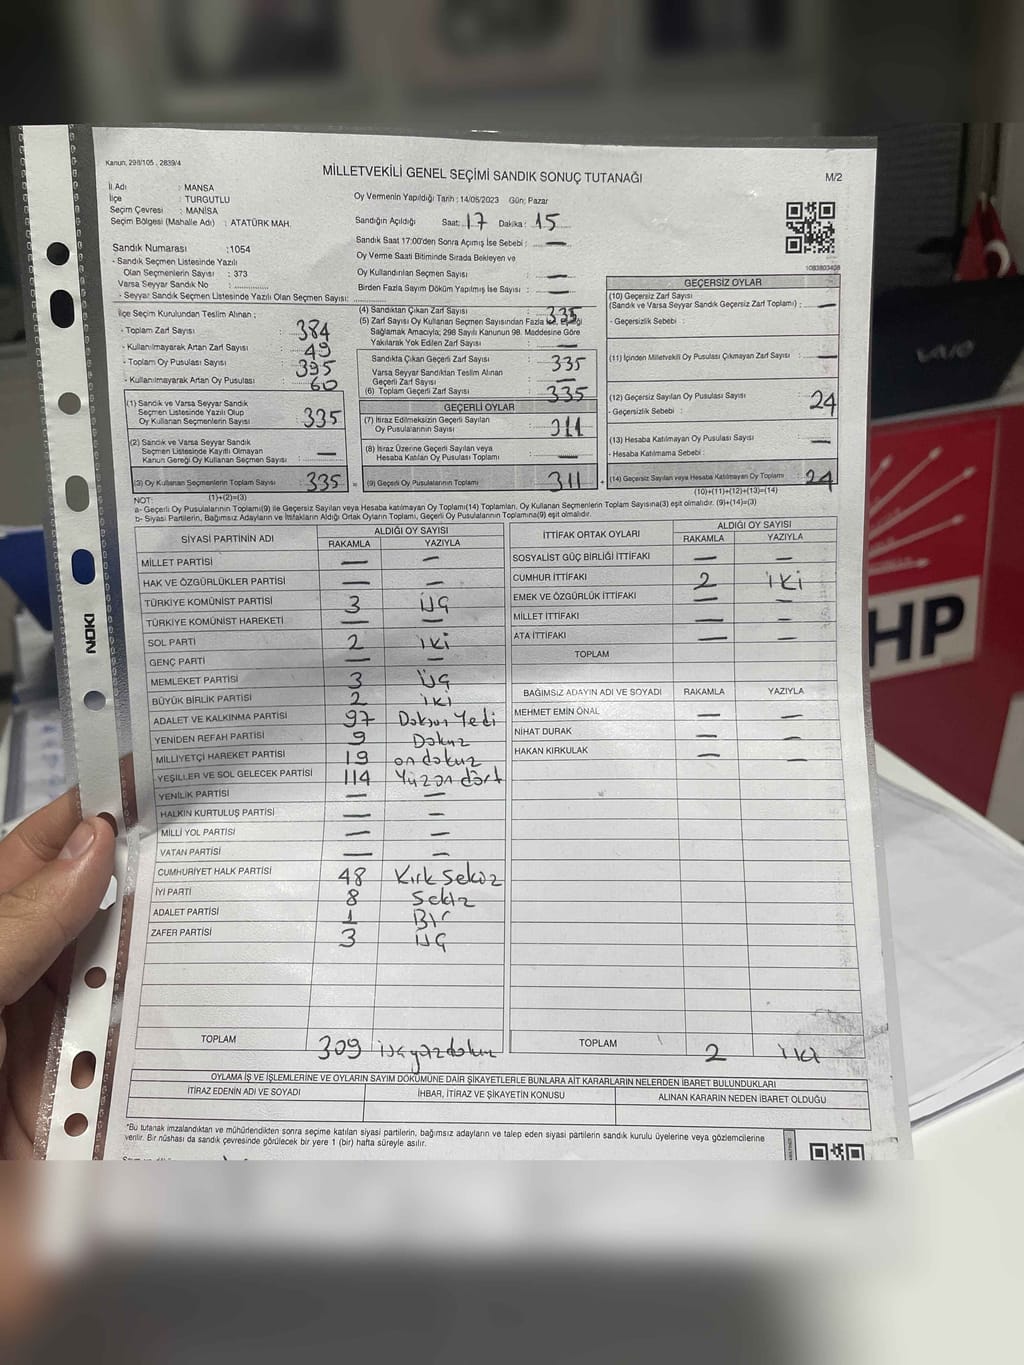 Kanun, 298/105 , 2839/4
MİLLETVEKİLİ GENEL SEÇİMİ SANDIK SONUÇ TUTANAĞI
M/2
İl Adı : MANSA
İlçe : TURGUTLU
Seçim Çevresi : MANİSA
Seçim Bölgesi (Mahalle Adı) : ATATÜRK MAH.
Oy Vermenin Yapıldığı Tarih : 14/05/2023 Gün; Pazar
Sandığın Açıldığı Saat: 17 Dakika: 15
Sandık Saat 17:00'den Sonra Açımış İse Sebebi : —
Oy Verme Saati Bitiminde Sırada Bekleyen ve
Oy Kullandırılan Seçmen Sayısı : —
Birden Fazla Sayım Döküm Yapılmış İse Sayısı : —
1083803408
Sandık Numarası :1054
- Sandık Seçmen Listesinde Yazılı
Olan Seçmenlerin Sayısı : 373
Varsa Seyyar Sandık No : ...............
- Seyyar Sandık Seçmen Listesinde Yazılı Olan Seçmen Sayısı: ...............
İlçe Seçim Kurulundan Teslim Alınan ;
- Toplam Zarf Sayısı : 384
- Kullanılmayarak Artan Zarf Sayısı : 49
- Toplam Oy Pusulası Sayısı : 395
- Kullanılmayarak Artan Oy Pusulası : 60
(1) Sandık ve Varsa Seyyar Sandık
Seçmen Listesinde Yazılı Olup
Oy Kullanan Seçmenlerin Sayısı : 335
(2) Sandık ve Varsa Seyyar Sandık
Seçmen Listesinde Kayıtlı Olmayan
Kanun Gereği Oy Kullanan Seçmen Sayısı : —
(3) Oy Kullanan Seçmenlerin Toplam Sayısı 335 =
(4) Sandıktan Çıkan Zarf Sayısı : 335
(5) Zarf Sayısı Oy Kullanan Seçmen Sayısından Fazla İse, Eşitliği
Sağlamak Amacıyla; 298 Sayılı Kanunun 98. Maddesine Göre
Yakılarak Yok Edilen Zarf Sayısı : —
Sandıkta Çıkan Geçerli Zarf Sayısı : 335
Varsa Seyyar Sandıktan Teslim Alınan
Geçerli Zarf Sayısı : —
(6) Toplam Geçerli Zarf Sayısı : 335
GEÇERLİ OYLAR
(7) İtiraz Edilmeksizin Geçerli Sayılan
Oy Pusulalarının Sayısı : 311
(8) İtiraz Üzerine Geçerli Sayılan veya
Hesaba Katılan Oy Pusulası Toplamı : —
(9) Geçerli Oy Pusulalarının Toplamı 311 +
GEÇERSİZ OYLAR
(10) Geçersiz Zarf Sayısı
(Sandık ve Varsa Seyyar Sandık Geçersiz Zarf Toplamı) : —
- Geçersizlik Sebebi :
(11) İçinden Milletvekili Oy Pusulası Çıkmayan Zarf Sayısı : —
(12) Geçersiz Sayılan Oy Pusulası Sayısı : 24
- Geçersizlik Sebebi :
(13) Hesaba Katılmayan Oy Pusulası Sayısı : —
- Hesaba Katılmama Sebebi :
(14) Geçersiz Sayılan veya Hesaba Katılmayan Oy Toplamı : 24
NOT: (1)+(2)=(3)
(10)+(11)+(12)+(13)=(14)
a- Geçerli Oy Pusulalarının Toplamı(9) ile Geçersiz Sayılan veya Hesaba katılmayan Oy Toplamı(14) Toplamları, Oy Kullanan Seçmenlerin Toplam Sayısına(3) eşit olmalıdır. (9)+(14)=(3)
b- Siyasi Partilerin, Bağımsız Adayların ve İttifakların Aldığı Ortak Oyların Toplamı, Geçerli Oy Pusulalarının Toplamına(9) eşit olmalıdır.
SİYASİ PARTİNİN ADI ALDIĞI OY SAYISI
RAKAMLA YAZIYLA
MİLLET PARTİSİ — —
HAK VE ÖZGÜRLÜKLER PARTİSİ — —
TÜRKİYE KOMÜNİST PARTİSİ 3 üç
TÜRKİYE KOMÜNİST HAREKETİ — —
SOL PARTİ 2 iki
GENÇ PARTİ — —
MEMLEKET PARTİSİ 3 üç
BÜYÜK BİRLİK PARTİSİ 2 iki
ADALET VE KALKINMA PARTİSİ 97 Doksan Yedi
YENİDEN REFAH PARTİSİ 9 Dokuz
MİLLİYETÇİ HAREKET PARTİSİ 19 on dokuz
YEŞİLLER VE SOL GELECEK PARTİSİ 114 Yüz on dört
YENİLİK PARTİSİ — —
HALKIN KURTULUŞ PARTİSİ — —
MİLLİ YOL PARTİSİ — —
VATAN PARTİSİ — —
CUMHURİYET HALK PARTİSİ 48 Kırk Sekiz
İYİ PARTİ 8 Sekiz
ADALET PARTİSİ 1 Bir
ZAFER PARTİSİ 3 üç
TOPLAM 309 üç yüz dokuz
İTTİFAK ORTAK OYLARI ALDIĞI OY SAYISI
RAKAMLA YAZIYLA
SOSYALİST GÜÇ BİRLİĞİ İTTİFAKI — —
CUMHUR İTTİFAKI 2 iki
EMEK VE ÖZGÜRLÜK İTTİFAKI — —
MİLLET İTTİFAKI — —
ATA İTTİFAKI — —
TOPLAM
BAĞIMSIZ ADAYIN ADI VE SOYADI RAKAMLA YAZIYLA
MEHMET EMİN ÖNAL — —
NİHAT DURAK — —
HAKAN KIRKULAK — —
TOPLAM 2 iki
OYLAMA İŞ VE İŞLEMLERİNE VE OYLARIN SAYIM DÖKÜMÜNE DAİR ŞİKAYETLERLE BUNLARA AİT KARARLARIN NELERDEN İBARET BULUNDUKLARI
İTİRAZ EDENİN ADI VE SOYADI İHBAR, İTİRAZ VE ŞİKAYETİN KONUSU ALINAN KARARIN NEDEN İBARET OLDUĞU
"Bu tutanak imzalandıktan ve mühürlendikten sonra seçime katılan siyasi partilerin, bağımsız adayların ve talep eden siyasi partilerin sandık kurulu üyelerine veya gözlemcilerine
verilir. Bir nüshası da sandık çevresinde görülecek bir yere 1 (bir) hafta süreyle asılır.
NOKI
VAIO
HP